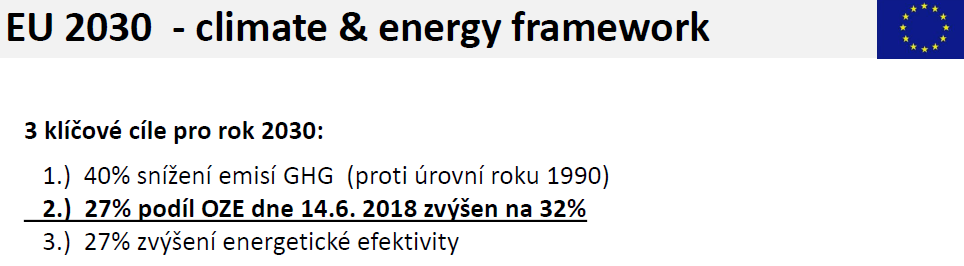 EU 2030 - climate & energy framework
3 klíčové cíle pro rok 2030:
1.) 40% snížení emisí GHG (proti úrovní roku 1990)
2.) 27% podíl OZE dne 14.6. 2018 zvýšen na 32%
3.) 27% zvýšení energetické efektivity